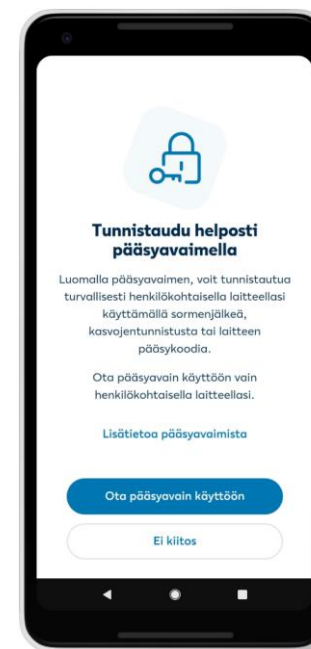 Tunnistaudu helposti
pääsyavaimella
Luomalla pääsyavaimen, voit tunnistautua
turvallisesti henkilökohtaisella laitteellasi
käyttämällä sormenjälkeä,
kasvojentunnistusta tai laitteen
pääsykoodia.
Ota pääsyavain käyttöön vain
henkilökohtaisella laitteellasi.
Lisätietoa pääsyavaimista
Ota pääsyavain käyttöön
Ei kiitos